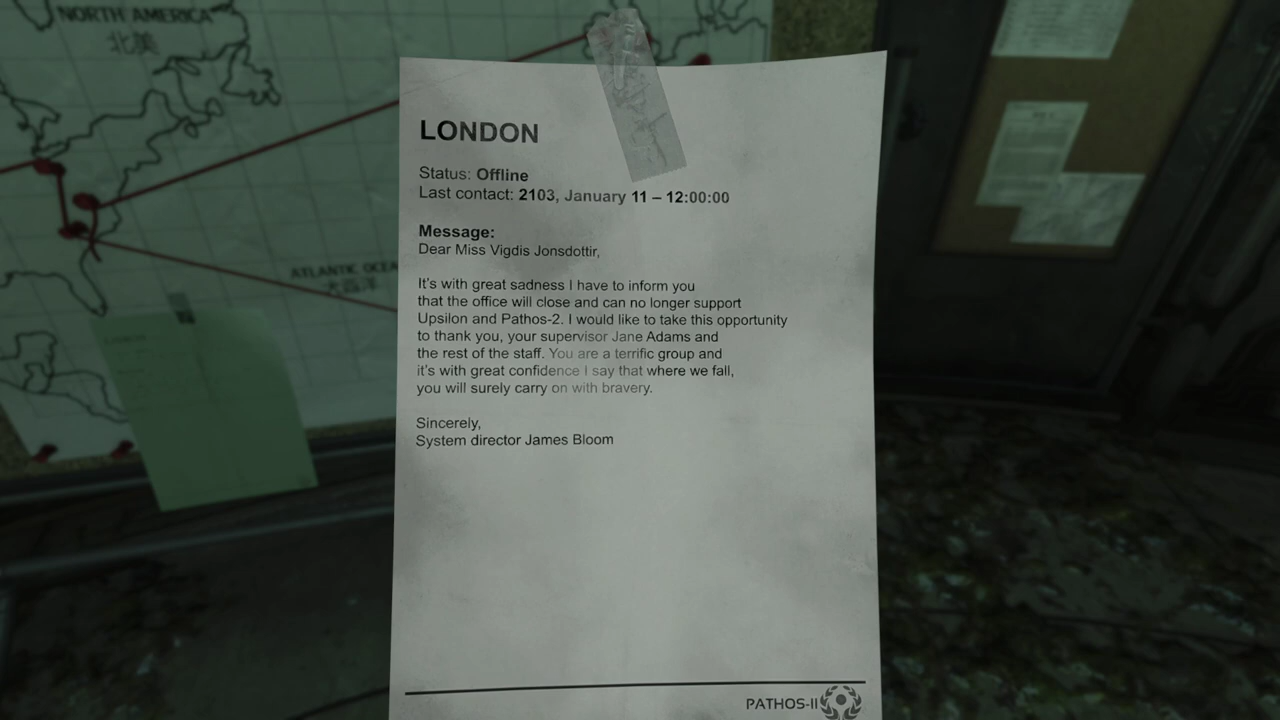 NORTH AMERICA
北美
ATLANTIC OCEA
大西洋
LONDON
Status: Offline
Last contact: 2103, January 11 – 12:00:00
Message:
Dear Miss Vigdis Jonsdottir,
It's with great sadness I have to inform you
that the office will close and can no longer support
Upsilon and Pathos-2. I would like to take this opportunity
to thank you, your supervisor Jane Adams and
the rest of the staff. You are a terrific group and
it's with great confidence I say that where we fall,
you will surely carry on with bravery.
Sincerely,
System director James Bloom
PATHOS-II